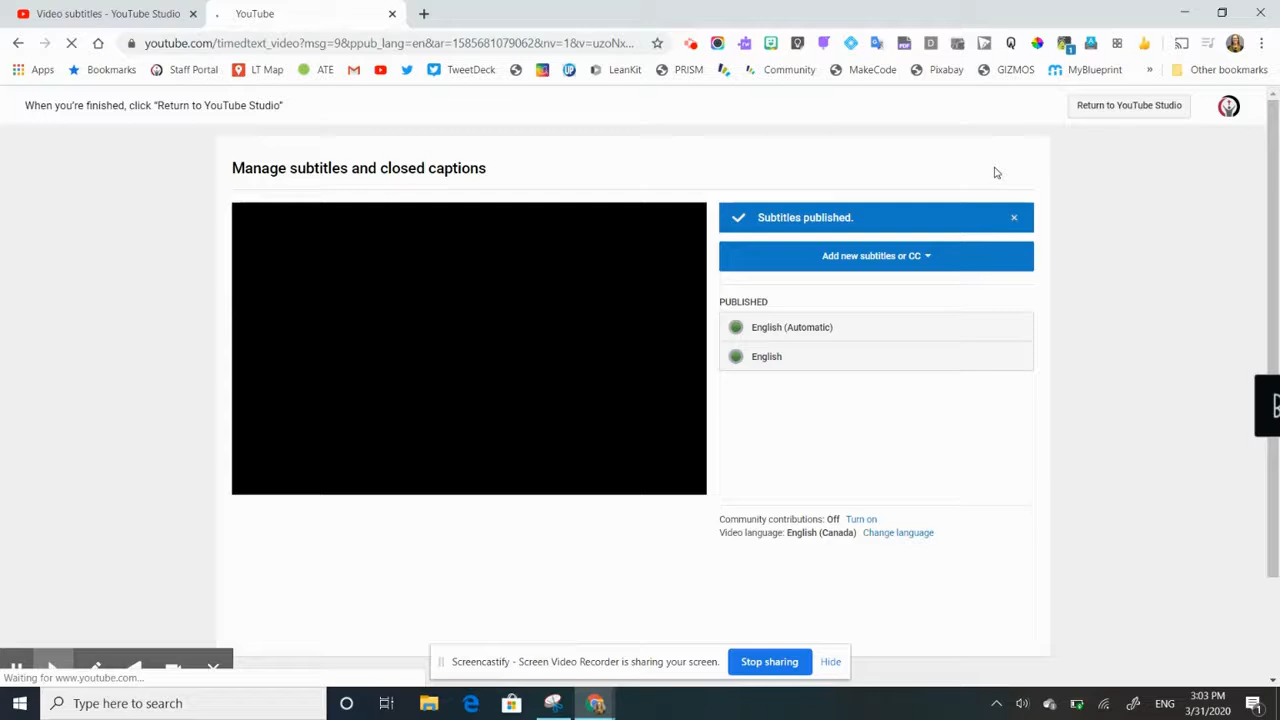 Video subtitles - YouTube Studio
YouTube
youtube.com/timedtext_video?msg=9&pub_lang=en&ar=1585681079062&nv=1&v=uzoNx...
Apps
Bookmarks
Staff Portal
LT Map
ATE
TweetDeck
LeanKit
PRISM
Community
MakeCode
Pixabay
GIZMOS
MyBlueprint
»
Other bookmarks
When you're finished, click "Return to YouTube Studio"
Return to YouTube Studio
Manage subtitles and closed captions
Subtitles published.
Add new subtitles or CC
PUBLISHED
English (Automatic)
English
Community contributions: Off Turn on
Video language: English (Canada) Change language
Screencastify - Screen Video Recorder is sharing your screen.
Stop sharing
Hide
Waiting for www.youtube.com...
Type here to search
3:03 PM
3/31/2020